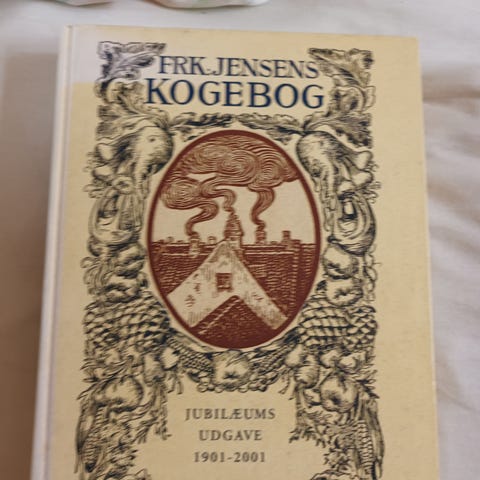 FRK. JENSENS
KOGEBOG
JUBILÆUMS
UDGAVE
1901-2001